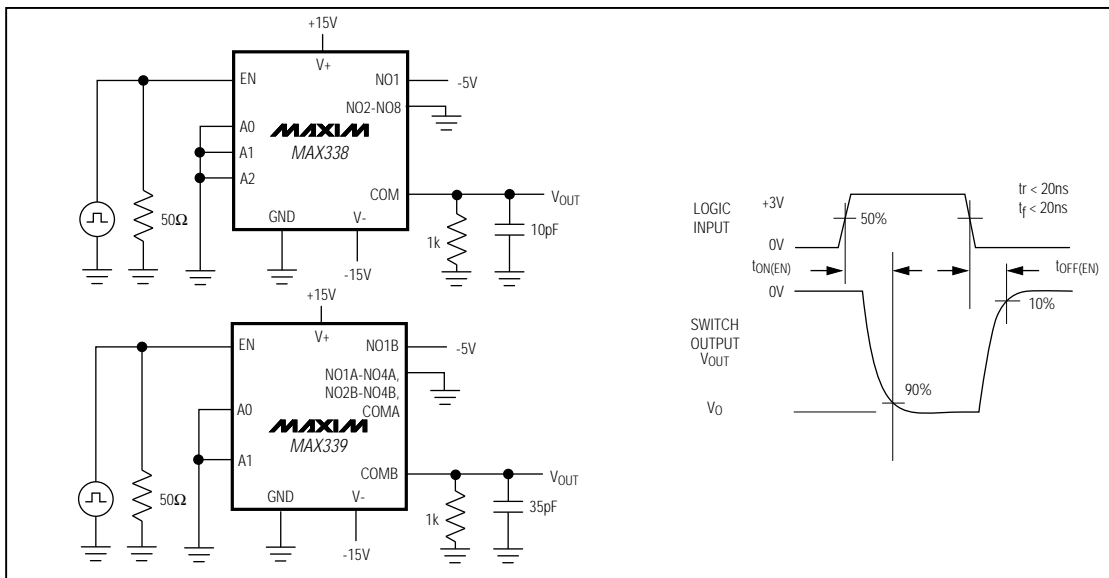 +15V
V+
EN
NO1
-5V
NO2-NO8
A0
MAXIM
A1
MAX338
A2
COM
VOUT
50Ω
GND
V-
1k
10pF
-15V
+15V
V+
EN
NO1B
-5V
NO1A-NO4A,
NO2B-NO4B,
COMA
A0
MAXIM
A1
MAX339
COMB
VOUT
50Ω
GND
V-
1k
35pF
-15V
LOGIC
INPUT
+3V
0V
50%
tr < 20ns
tf < 20ns
tON(EN)
tOFF(EN)
0V
10%
SWITCH
OUTPUT
VOUT
90%
VO